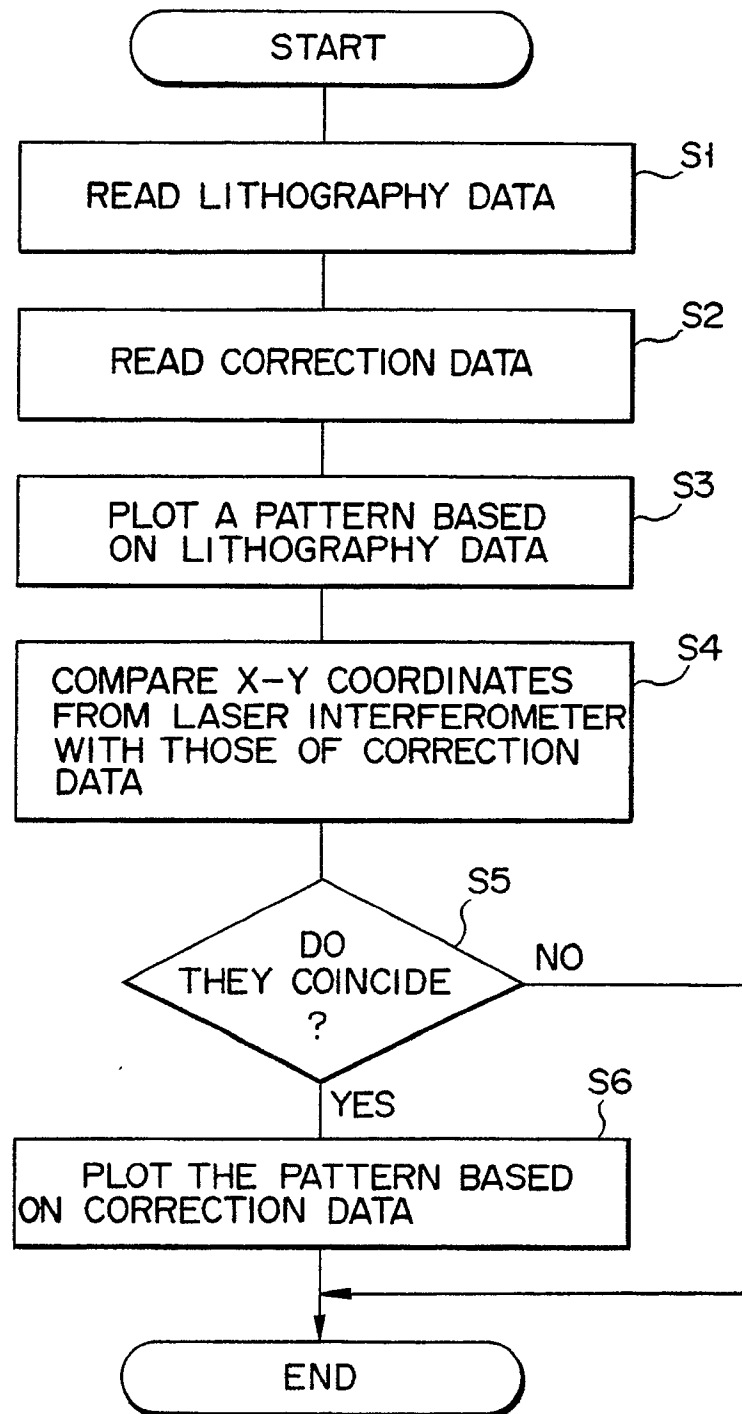 START
S1
READ LITHOGRAPHY DATA
S2
READ CORRECTION DATA
S3
PLOT A PATTERN BASED
ON LITHOGRAPHY DATA
S4
COMPARE X-Y COORDINATES
FROM LASER INTERFEROMETER
WITH THOSE OF CORRECTION
DATA
S5
DO
THEY COINCIDE
?
NO
YES
S6
PLOT THE PATTERN BASED
ON CORRECTION DATA
END